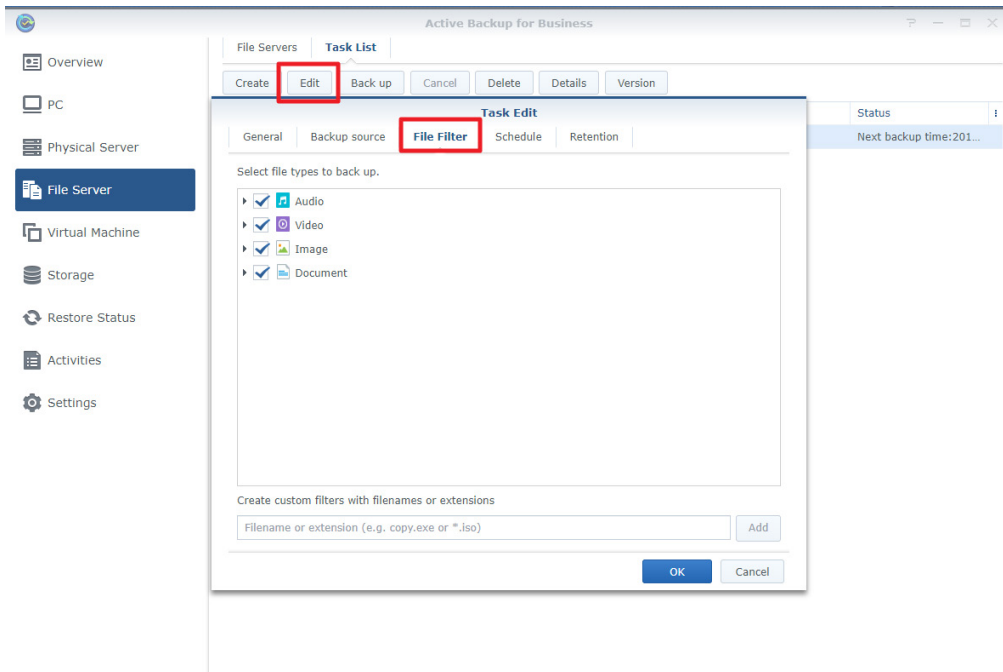 Active Backup for Business
Overview
PC
Physical Server
File Server
Virtual Machine
Storage
Restore Status
Activities
Settings
File Servers Task List
Create Edit Back up Cancel Delete Details Version
Status
Next backup time:201...
Task Edit
General Backup source File Filter Schedule Retention
Select file types to back up.
Audio
Video
Image
Document
Create custom filters with filenames or extensions
Filename or extension (e.g. copy.exe or *.iso) Add
OK Cancel